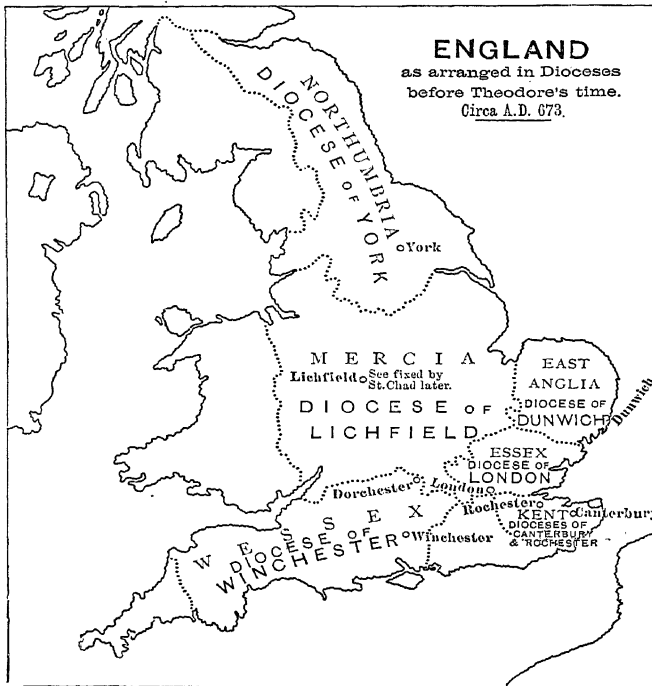 ENGLAND
as arranged in Dioceses
before Theodore's time.
Circa A.D. 673.
NORTHUMBRIA
DIOCESE OF YORK
York
MERCIA
Lichfield
See fixed by
St. Chad later.
DIOCESE OF
LICHFIELD
EAST
ANGLIA
DIOCESE OF
DUNWICH
Dunwich
ESSEX
DIOCESE OF
LONDON
Dorchester
London
Rochester
KENT
Canterbury
DIOCESES OF
CANTERBURY
& ROCHESTER
WESSEX
DIOCESE OF
WINCHESTER
Winchester